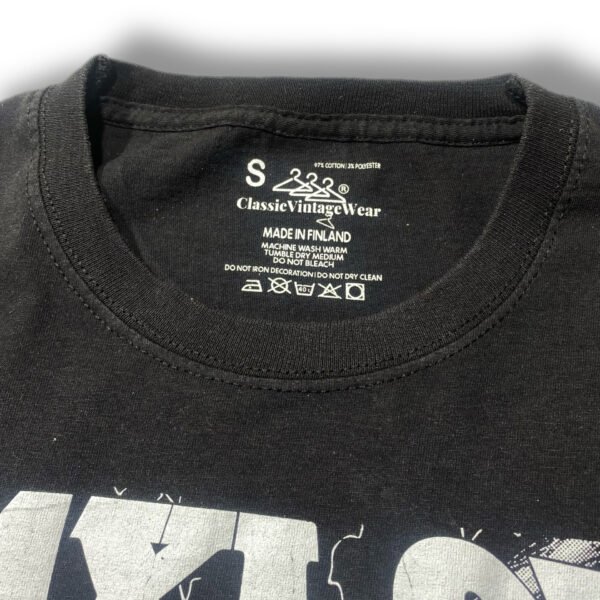 97% COTTON | 3% POLYESTER
S
®
ClassicVintageWear
MADE IN FINLAND
MACHINE WASH WARM
TUMBLE DRY MEDIUM
DO NOT BLEACH
DO NOT IRON DECORATION | DO NOT DRY CLEAN